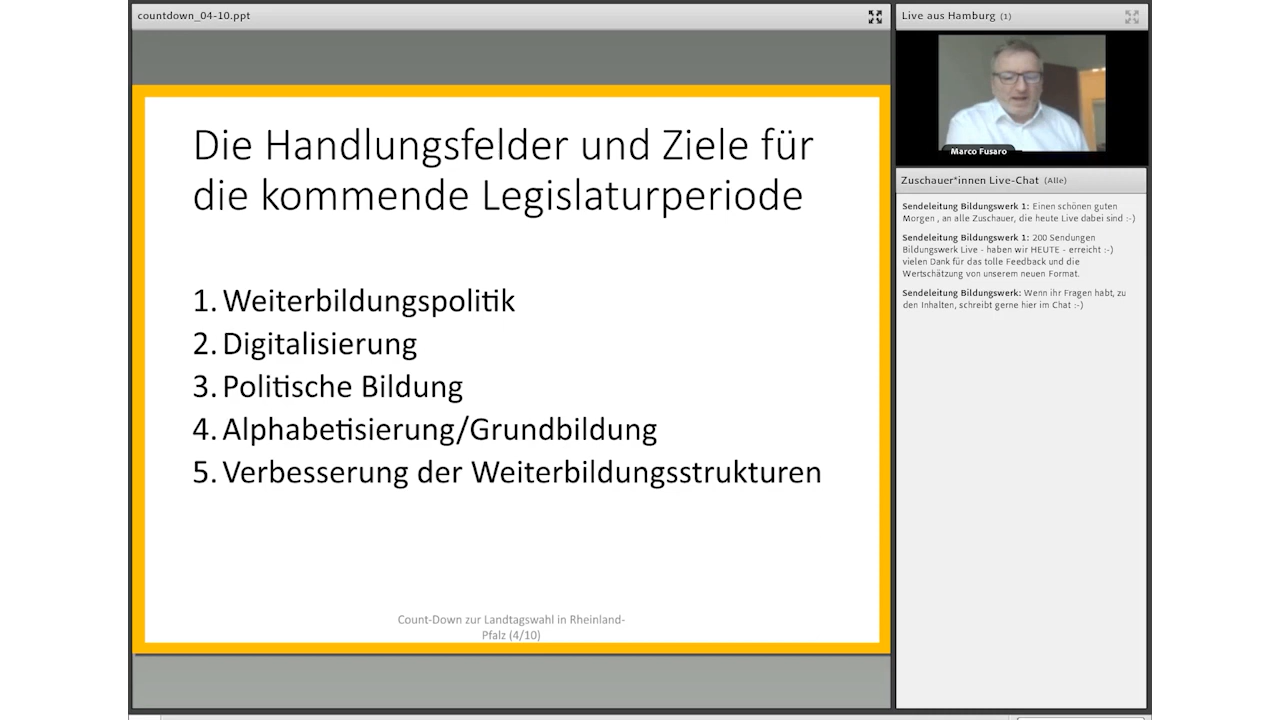 countdown_04-10.ppt
Die Handlungsfelder und Ziele für
die kommende Legislaturperiode
1. Weiterbildungspolitik
2. Digitalisierung
3. Politische Bildung
4. Alphabetisierung/Grundbildung
5. Verbesserung der Weiterbildungsstrukturen
Count-Down zur Landtagswahl in Rheinland-
Pfalz (4/10)
Live aus Hamburg (1)
Marco Fusaro
Zuschauer*innen Live-Chat (Alle)
Sendeleitung Bildungswerk 1: Einen schönen guten
Morgen , an alle Zuschauer, die heute Live dabei sind :-)
Sendeleitung Bildungswerk 1: 200 Sendungen
Bildungswerk Live - haben wir HEUTE - erreicht :-)
vielen Dank für das tolle Feedback und die
Wertschätzung von unserem neuen Format.
Sendeleitung Bildungswerk: Wenn ihr Fragen habt, zu
den Inhalten, schreibt gerne hier im Chat :-)